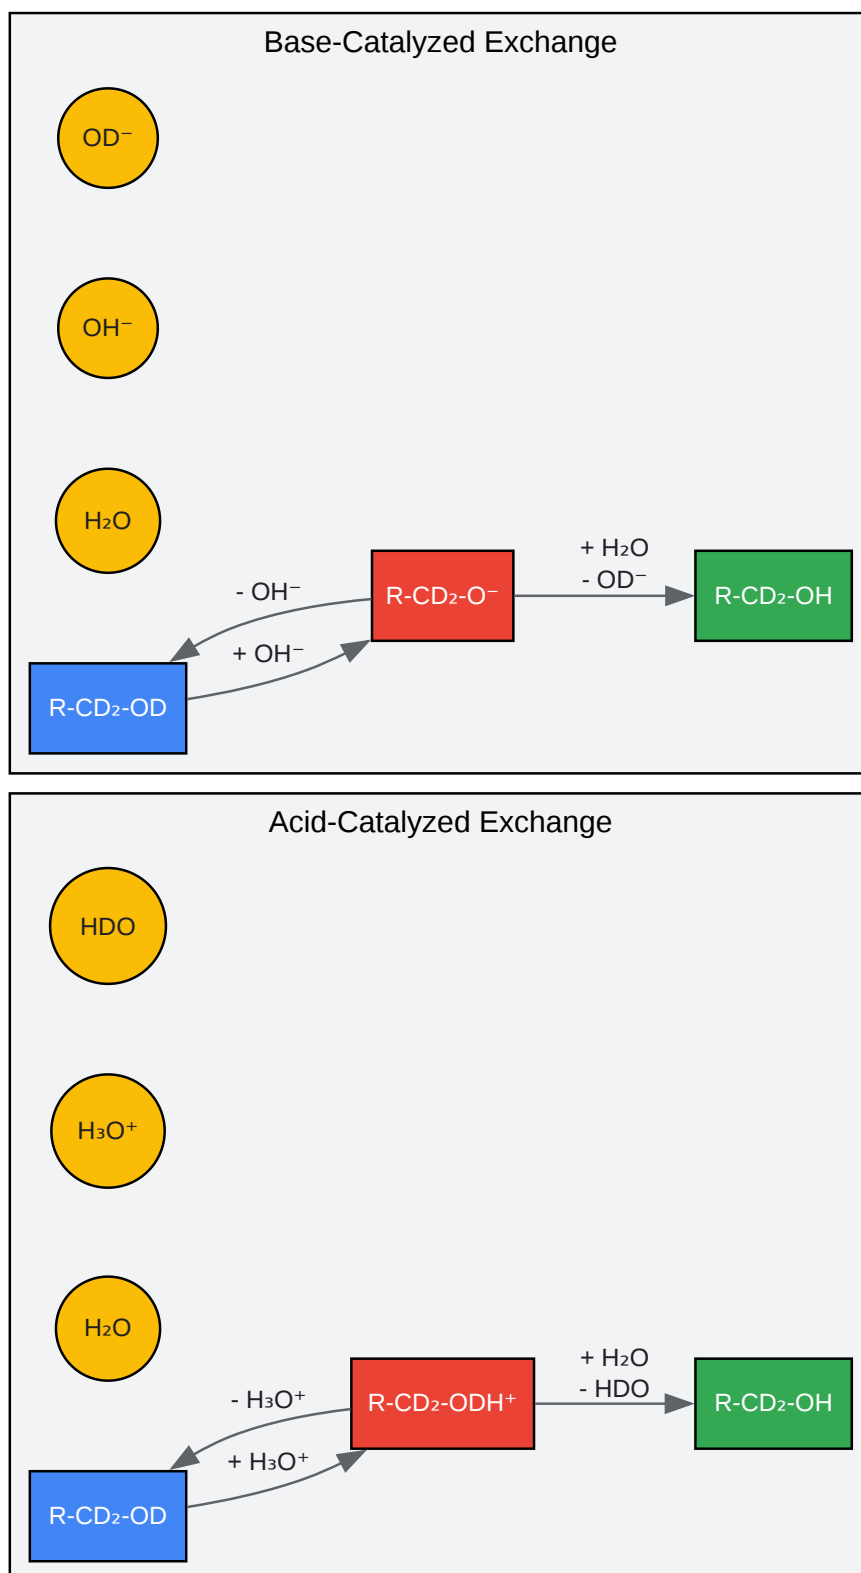 Base-Catalyzed Exchange
OD⁻
OH⁻
H₂O
- OH⁻
+ OH⁻
R-CD₂-OD
R-CD₂-O⁻
+ H₂O
- OD⁻
R-CD₂-OH
Acid-Catalyzed Exchange
HDO
H₃O⁺
H₂O
- H₃O⁺
+ H₃O⁺
R-CD₂-OD
R-CD₂-ODH⁺
+ H₂O
- HDO
R-CD₂-OH